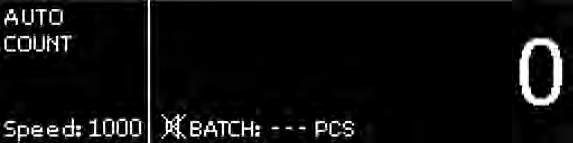 AUTO
COUNT
0
Speed: 1000
BATCH: --- PCS